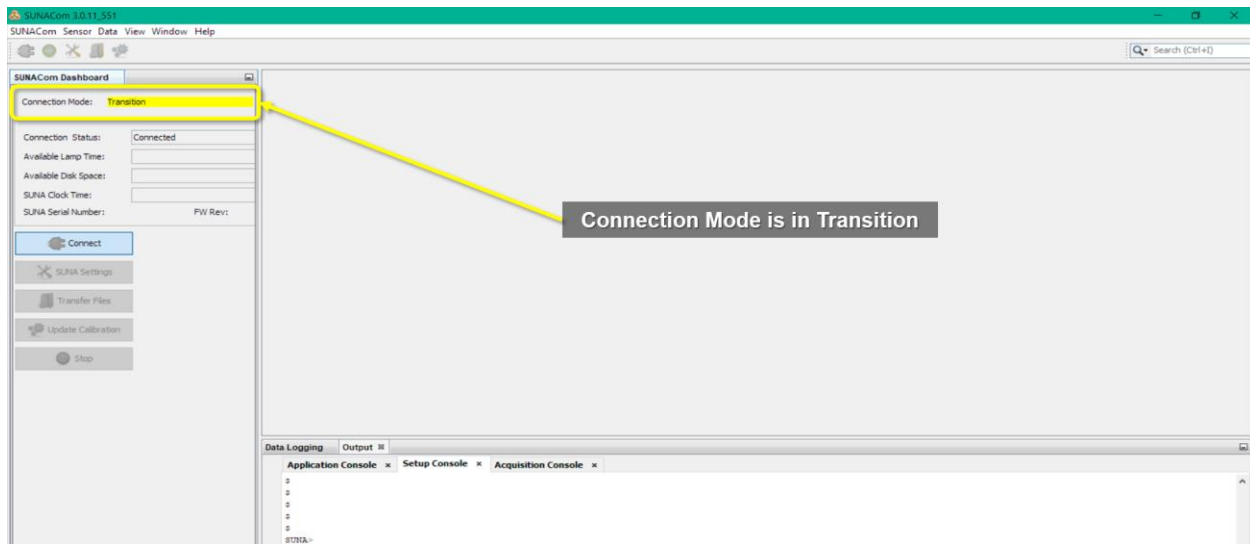 SUNACom 3.0.11_551
SUNACom Sensor Data View Window Help
Search (Ctrl+I)
SUNACom Dashboard
Connection Mode: Transition
Connection Status: Connected
Available Lamp Time:
Available Disk Space:
SUNA Clock Time:
SUNA Serial Number: FW Rev:
Connect
SUNA Settings
Transfer Files
Update Calibration
Stop
Connection Mode is in Transition
Data Logging Output
Application Console × Setup Console × Acquisition Console ×
$
$
$
$
$
SUNA>